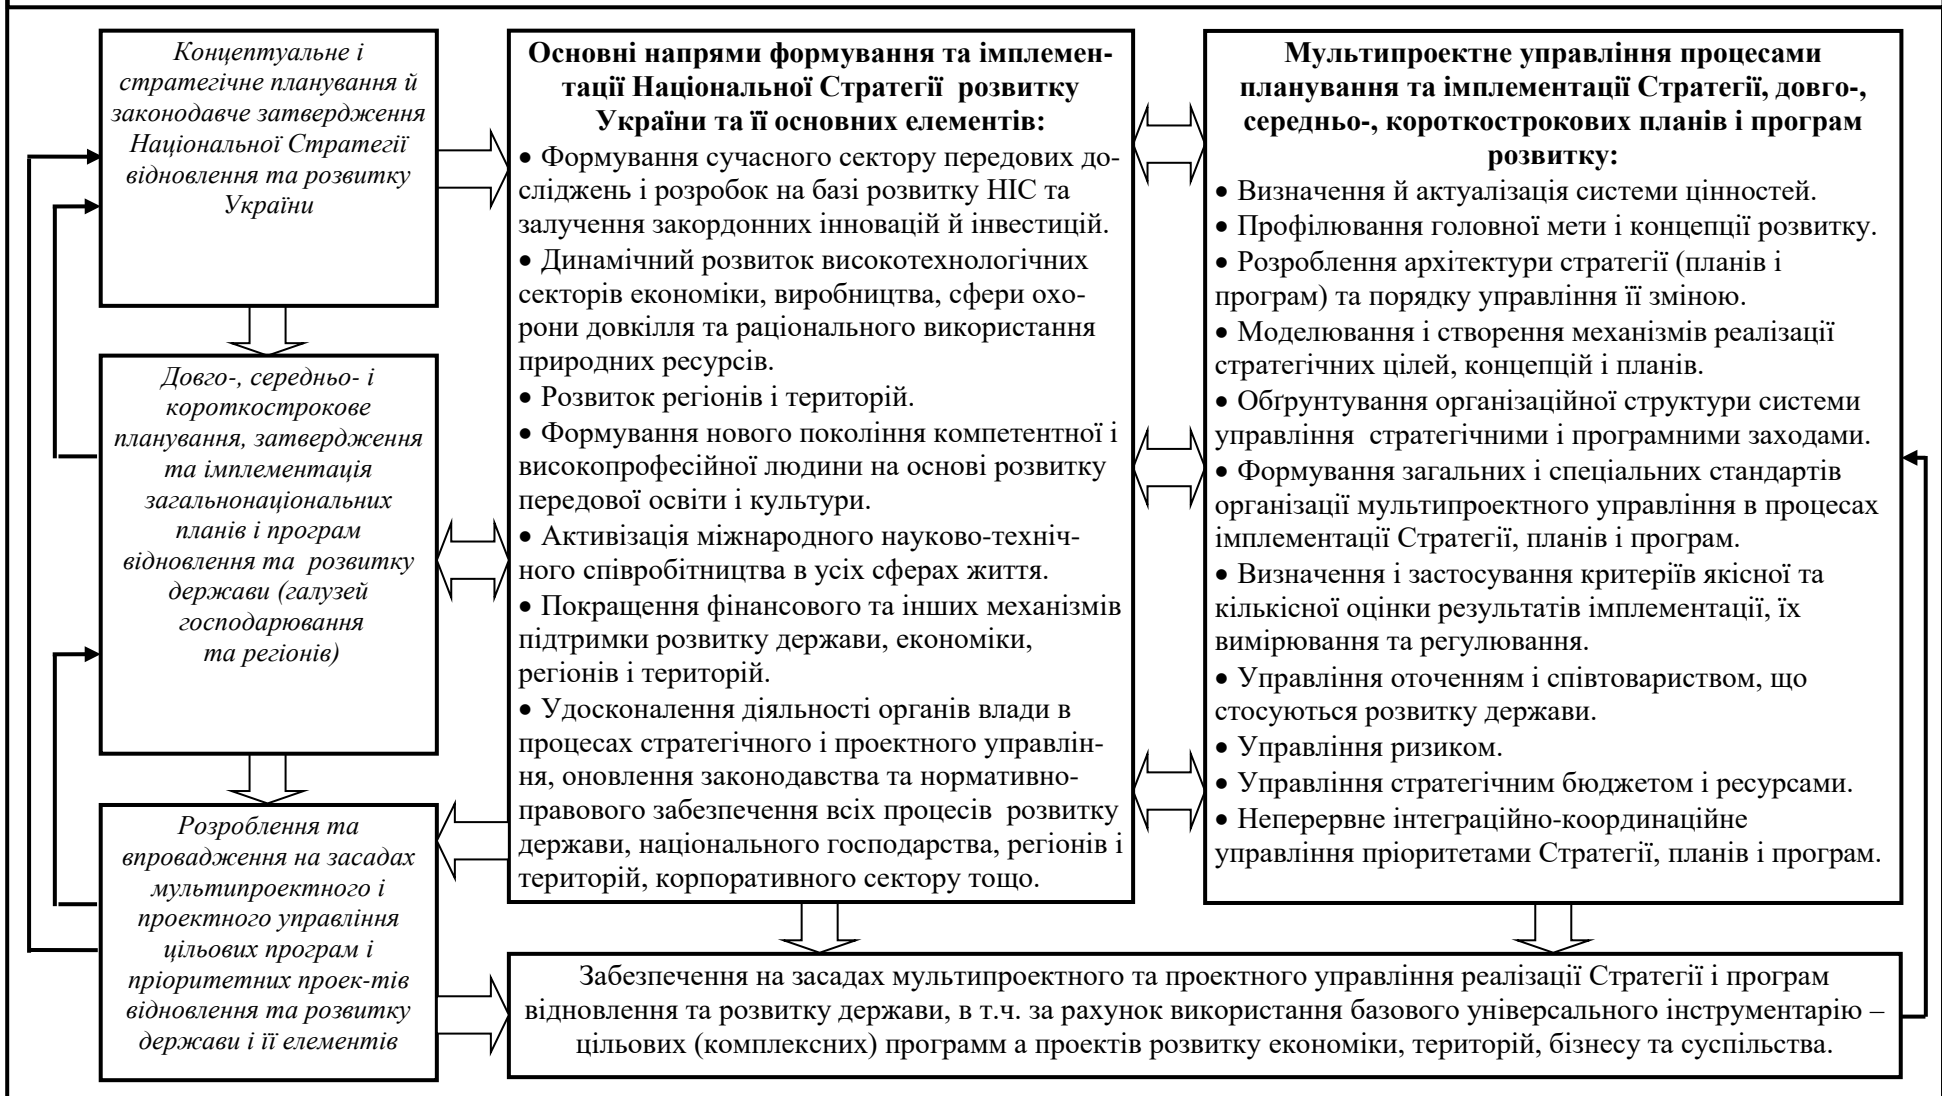 Концептуальне і
стратегічне планування й
законодавче затвердження
Національної Стратегії
відновлення та розвитку
України
Довго-, середньо- і
короткострокове
планування, затвердження
та імплементація
загальнонаціональних
планів і програм
відновлення та розвитку
держави (галузей
господарювання
та регіонів)
Розроблення та
впровадження на засадах
мультипроектного і
проектного управління
цільових програм і
пріоритетних проек-тів
відновлення та розвитку
держави і її елементів
Основні напрями формування та імплемен-
тації Національної Стратегії розвитку
України та її основних елементів:
• Формування сучасного сектору передових до-
сліджень і розробок на базі розвитку НІС та
залучення закордонних інновацій й інвестицій.
• Динамічний розвиток високотехнологічних
секторів економіки, виробництва, сфери охо-
рони довкілля та раціонального використання
природних ресурсів.
• Розвиток регіонів і територій.
• Формування нового покоління компетентної і
високопрофесійної людини на основі розвитку
передової освіти і культури.
• Активізація міжнародного науково-техніч-
ного співробітництва в усіх сферах життя.
• Покращення фінансового та інших механізмів
підтримки розвитку держави, економіки,
регіонів і територій.
• Удосконалення діяльності органів влади в
процесах стратегічного і проектного управлін-
ня, оновлення законодавства та нормативно-
правового забезпечення всіх процесів розвитку
держави, національного господарства, регіонів і
територій, корпоративного сектору тощо.
Мультипроектне управління процесами
планування та імплементації Стратегії, довго-,
середньо-, короткострокових планів і програм
розвитку:
• Визначення й актуалізація системи цінностей.
• Профілювання головної мети і концепції розвитку.
• Розроблення архітектури стратегії (планів і
програм) та порядку управління її зміною.
• Моделювання і створення механізмів реалізації
стратегічних цілей, концепцій і планів.
• Обґрунтування організаційної структури системи
управління стратегічними і програмними заходами.
• Формування загальних і спеціальних стандартів
організації мультипроектного управління в процесах
імплементації Стратегії, планів і програм.
• Визначення і застосування критеріїв якісної та
кількісної оцінки результатів імплементації, їх
вимірювання та регулювання.
• Управління оточенням і співтовариством, що
стосуються розвитку держави.
• Управління ризиком.
• Управління стратегічним бюджетом і ресурсами.
• Неперервне інтеграційно-координаційне
управління пріоритетами Стратегії, планів і програм.
Забезпечення на засадах мультипроектного та проектного управління реалізації Стратегії і програм
відновлення та розвитку держави, в т.ч. за рахунок використання базового універсального інструментарію –
цільових (комплексних) программ а проектів розвитку економіки, територій, бізнесу та суспільства.